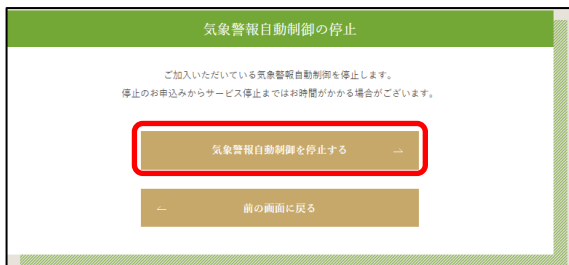 気象警報自動制御の停止
ご加入いただいている気象警報自動制御を停止します。
停止のお申込みからサービス停止まではお時間がかかる場合がございます。
気象警報自動制御を停止する
前の画面に戻る